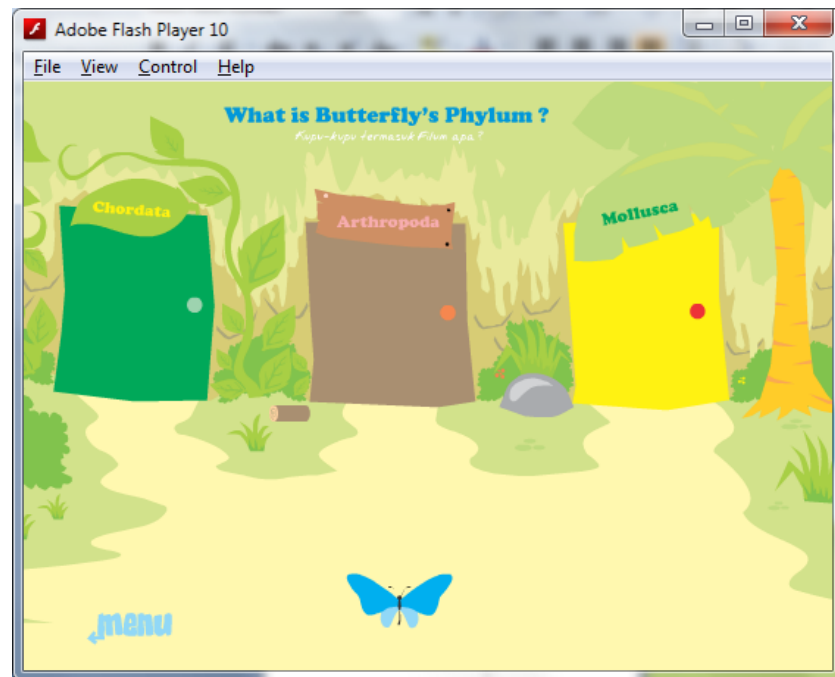 Adobe Flash Player 10
File View Control Help
What is Butterfly's Phylum ?
Kupu-kupu termasuk Filum apa ?
Chordata
Arthropoda
Mollusca
menu